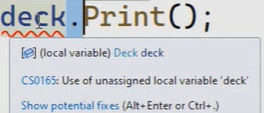 deck.Print();
(local variable) Deck deck
CS0165: Use of unassigned local variable 'deck'
Show potential fixes (Alt+Enter or Ctrl+.)